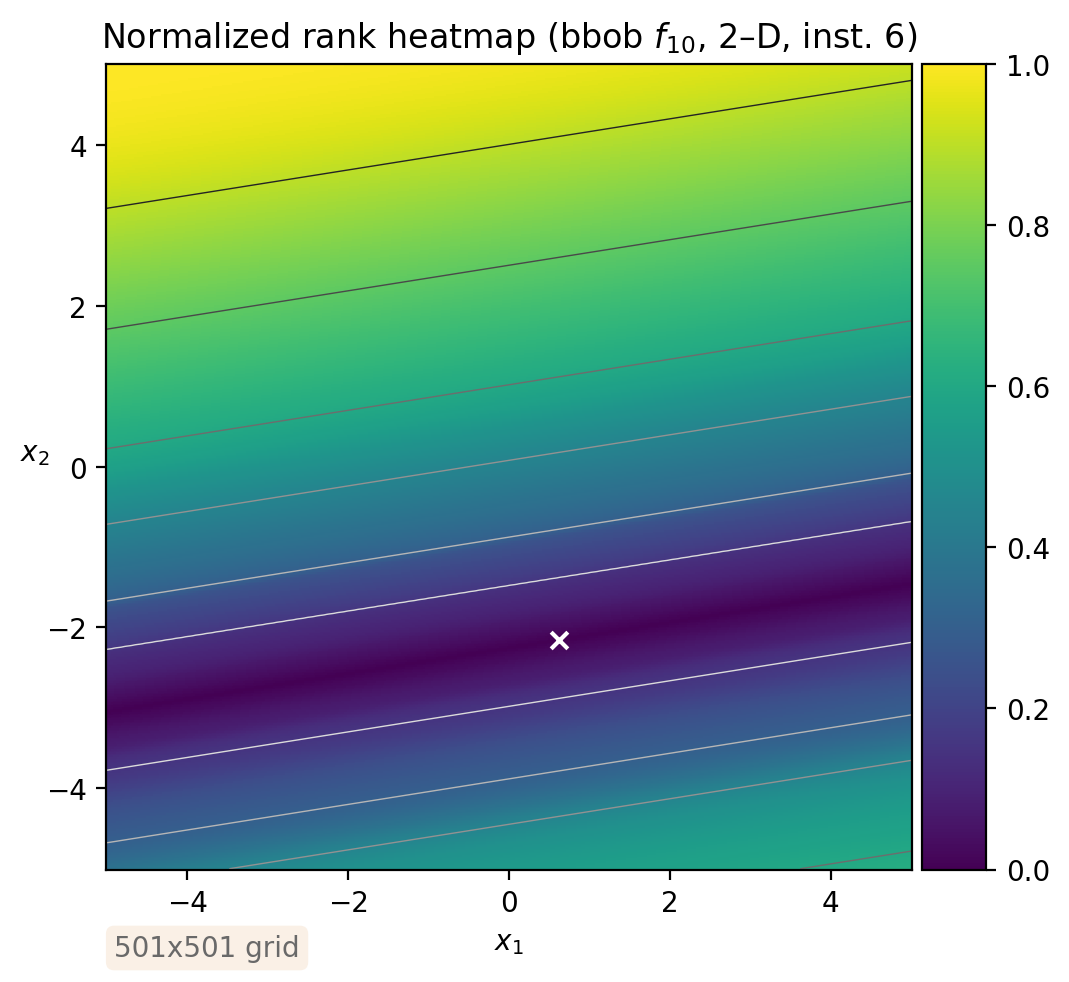 Normalized rank heatmap (bbob f₁₀, 2–D, inst. 6)
1.0
0.8
0.6
0.4
0.2
0.0
4
2
0
−2
−4
x₂
−4 −2 0 2 4
x₁
501x501 grid